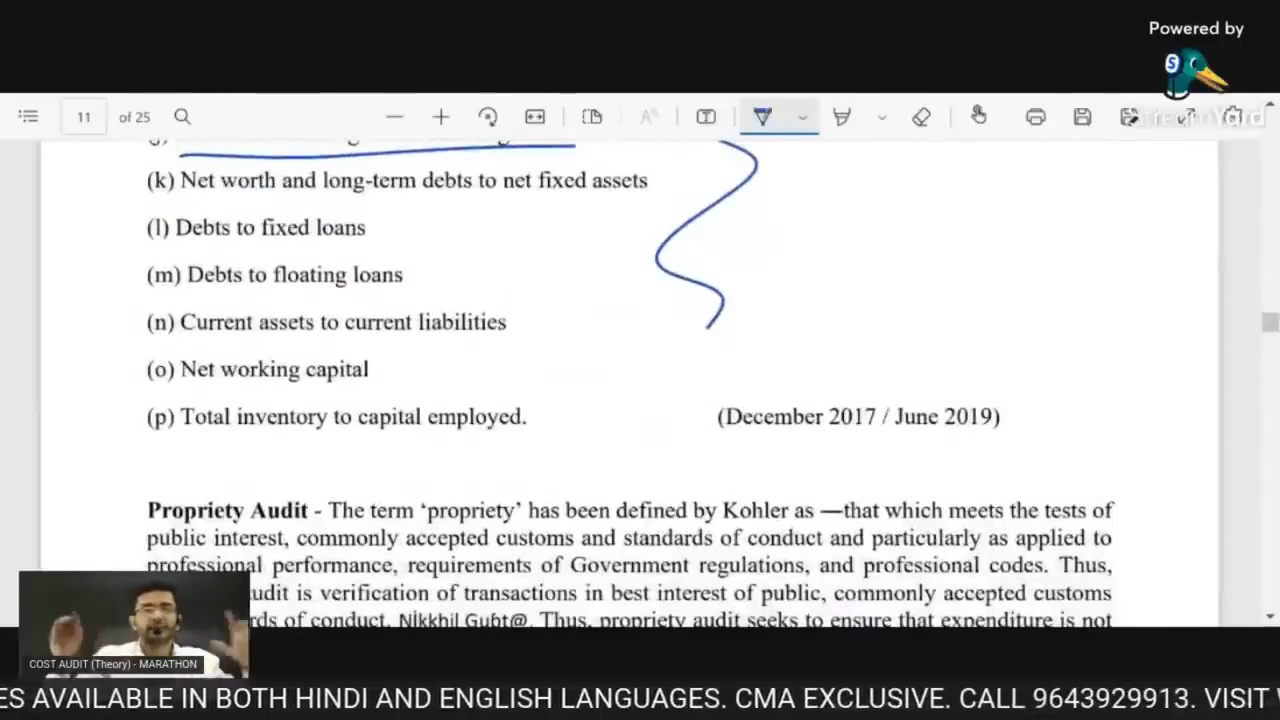 Powered by
11 of 25
(k) Net worth and long-term debts to net fixed assets
(l) Debts to fixed loans
(m) Debts to floating loans
(n) Current assets to current liabilities
(o) Net working capital
(p) Total inventory to capital employed. (December 2017 / June 2019)
Propriety Audit - The term ‘propriety’ has been defined by Kohler as —that which meets the tests of
public interest, commonly accepted customs and standards of conduct and particularly as applied to
professional performance, requirements of Government regulations, and professional codes. Thus,
audit is verification of transactions in best interest of public, commonly accepted customs
of conduct. Nİkkhil Guƥt@. Thus, propriety audit seeks to ensure that expenditure is not
COST AUDIT (Theory) - MARATHON
ES AVAILABLE IN BOTH HINDI AND ENGLISH LANGUAGES. CMA EXCLUSIVE. CALL 9643929913. VISIT